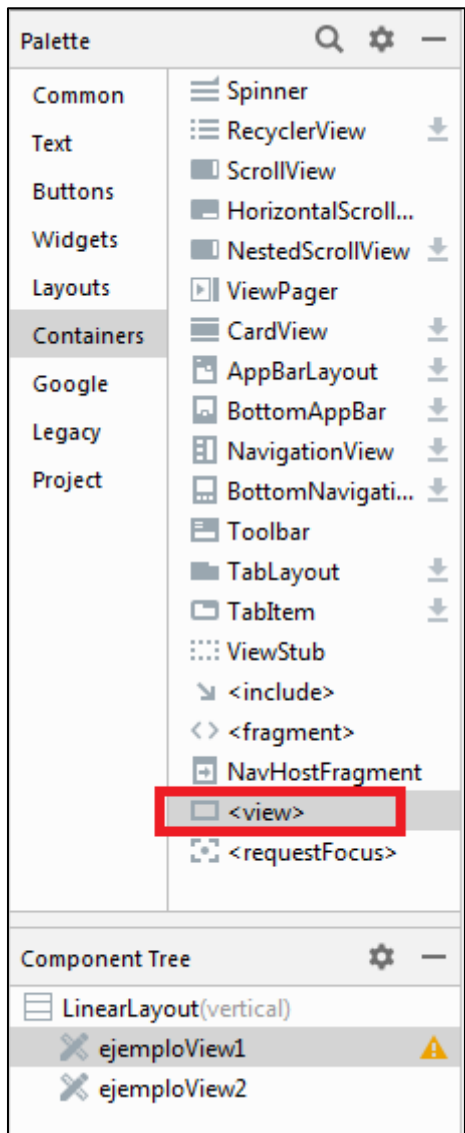 Palette
Common
Text
Buttons
Widgets
Layouts
Containers
Google
Legacy
Project
Spinner
RecyclerView
ScrollView
HorizontalScroll...
NestedScrollView
ViewPager
CardView
AppBarLayout
BottomAppBar
NavigationView
BottomNavigati...
Toolbar
TabLayout
TabItem
ViewStub
<include>
<fragment>
NavHostFragment
<view>
<requestFocus>
Component Tree
LinearLayout(vertical)
ejemploView1
ejemploView2